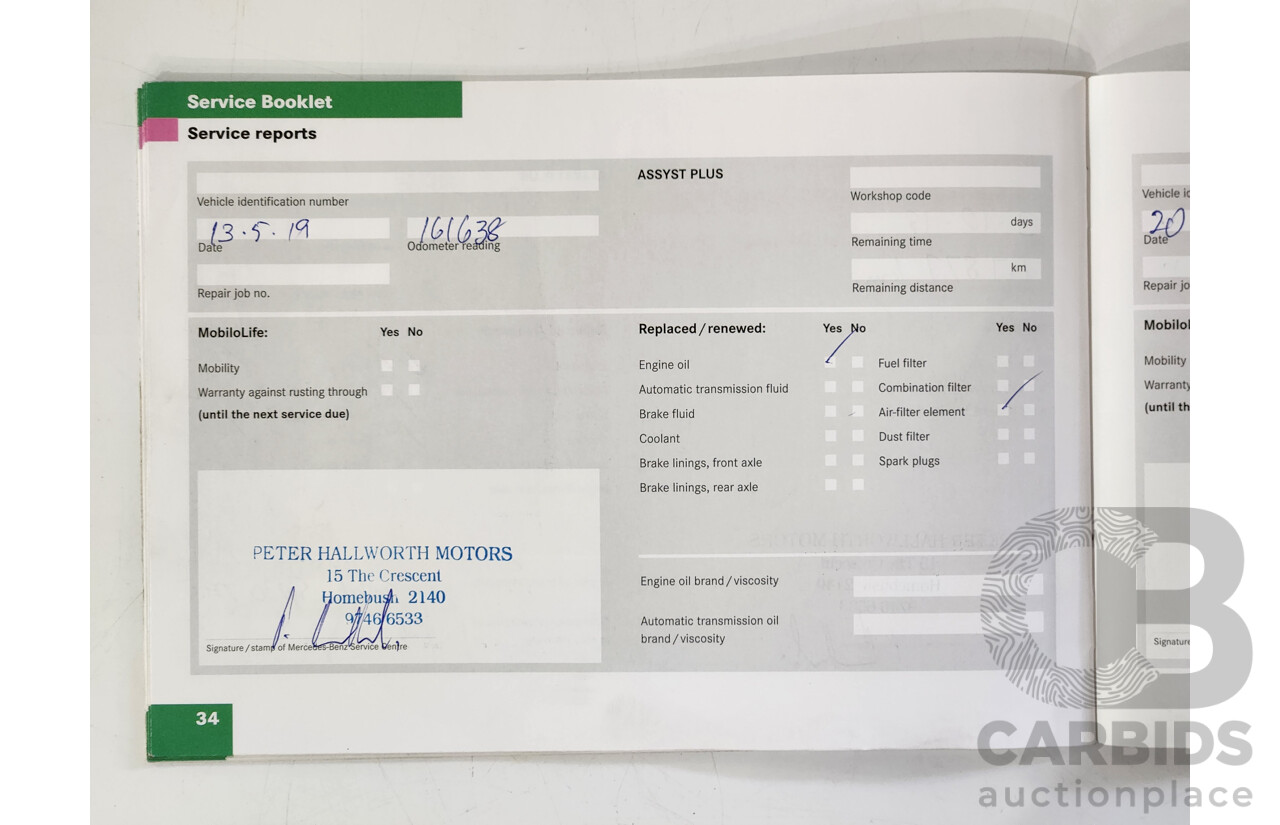 Service Booklet
Service reports
Vehicle identification number
13.5.19
161638
Date
Odometer reading
Repair job no.
ASSYST PLUS
Workshop code
days
Remaining time
km
Remaining distance
MobiloLife: Yes No
Mobility
Warranty against rusting through
(until the next service due)
Replaced / renewed: Yes No Yes No
Engine oil Fuel filter
Automatic transmission fluid Combination filter
Brake fluid Air-filter element
Coolant Dust filter
Brake linings, front axle Spark plugs
Brake linings, rear axle
PETER HALLWORTH MOTORS
15 The Crescent
Homebush 2140
9746 6533
Signature / stamp of Mercedes-Benz Service Centre
Engine oil brand / viscosity
Automatic transmission oil
brand / viscosity
34
Vehicle
20
Date
Repair
Mobility
Warranty
(until
Signature
CARBIDS
auctionplace